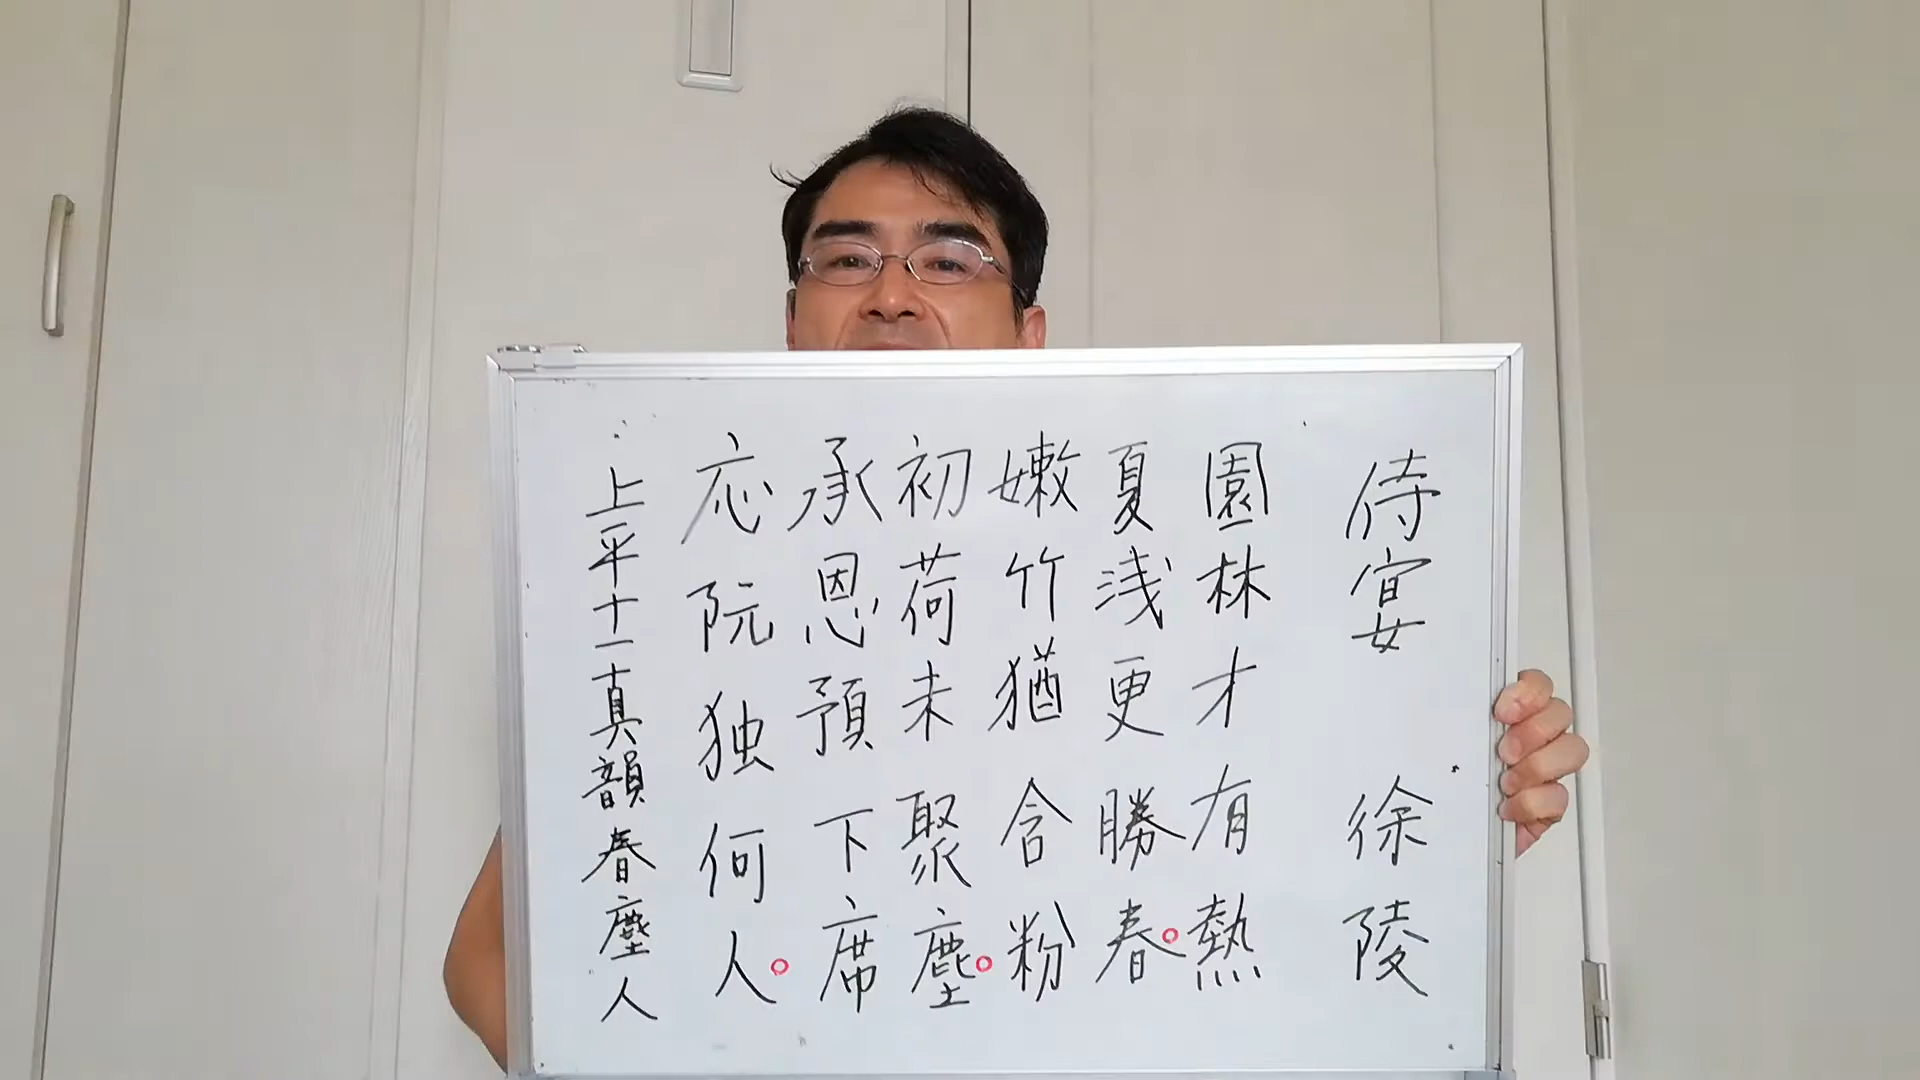 侍宴 徐陵
園林才有熱
夏浅更勝春
嫩竹猶含粉
初荷未聚塵
承恩預下席
応阮独何人
上平十一真韻春塵人